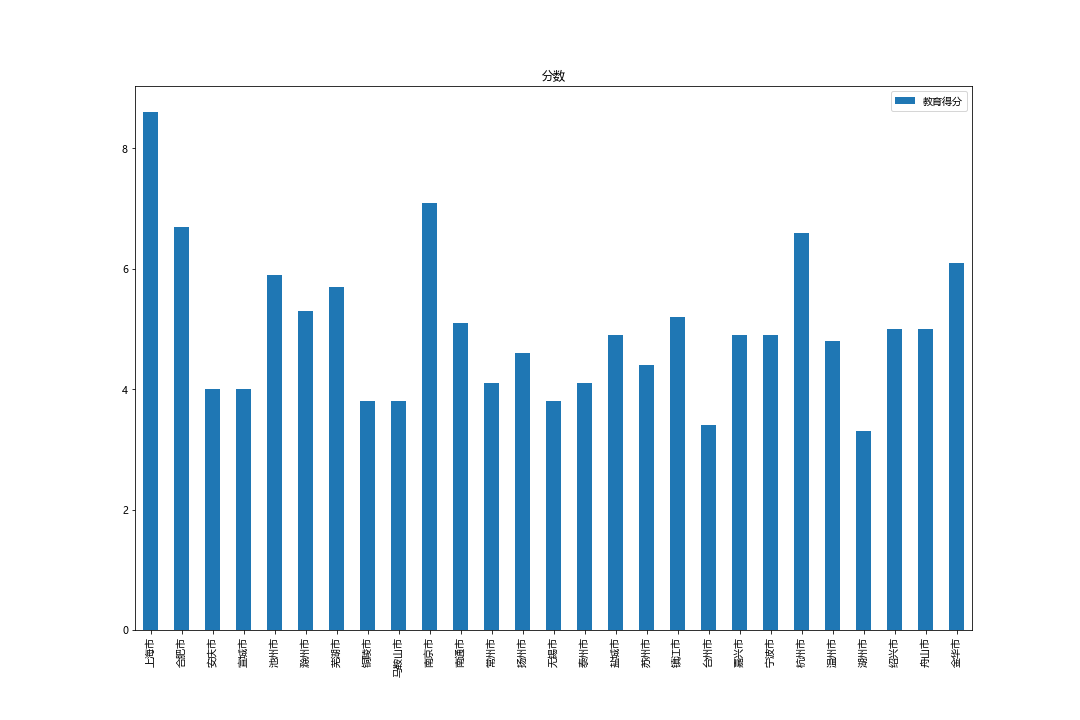 分数
教育得分
8
6
4
2
0
上海市
合肥市
安庆市
宣城市
池州市
滁州市
芜湖市
铜陵市
马鞍山市
南京市
南通市
常州市
扬州市
无锡市
泰州市
盐城市
苏州市
镇江市
台州市
嘉兴市
宁波市
杭州市
温州市
湖州市
绍兴市
舟山市
金华市